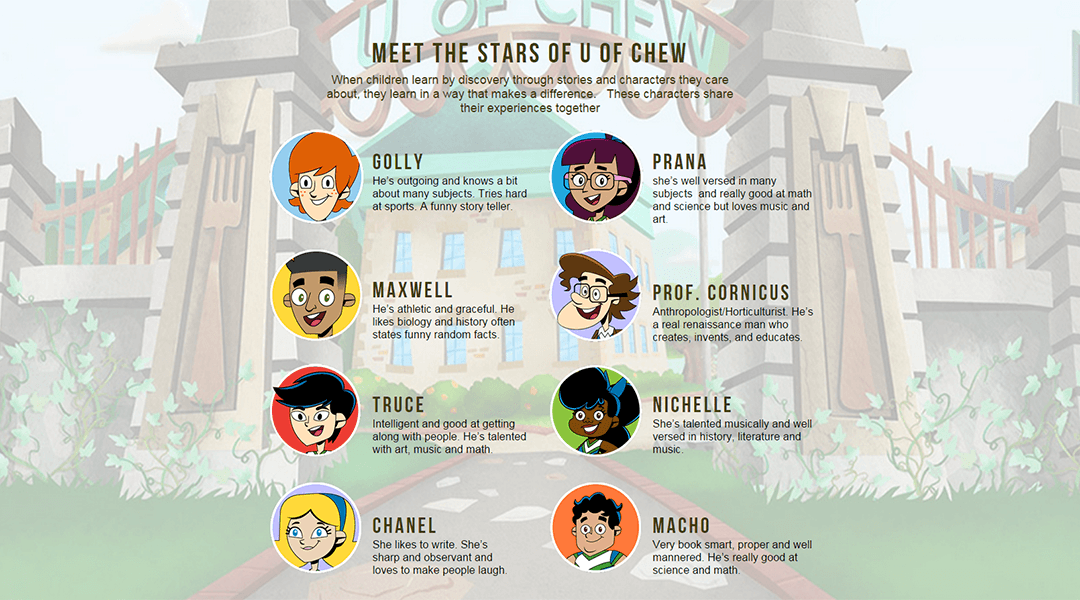 U OF CHEW
MEET THE STARS OF U OF CHEW
When children learn by discovery through stories and characters they care
about, they learn in a way that makes a difference.   These characters share
their experiences together
GOLLY
He's outgoing and knows a bit
about many subjects. Tries hard
at sports. A funny story teller.
PRANA
she's well versed in many
subjects  and really good at math
and science but loves music and
art.
MAXWELL
He's athletic and graceful. He
likes biology and history often
states funny random facts.
PROF. CORNICUS
Anthropologist/Horticulturist. He's
a real renaissance man who
creates, invents, and educates.
TRUCE
Intelligent and good at getting
along with people. He's talented
with art, music and math.
NICHELLE
She's talented musically and well
versed in history, literature and
music.
CHANEL
She likes to write. She's
sharp and observant and
loves to make people laugh.
MACHO
Very book smart, proper and well
mannered. He's really good at
science and math.